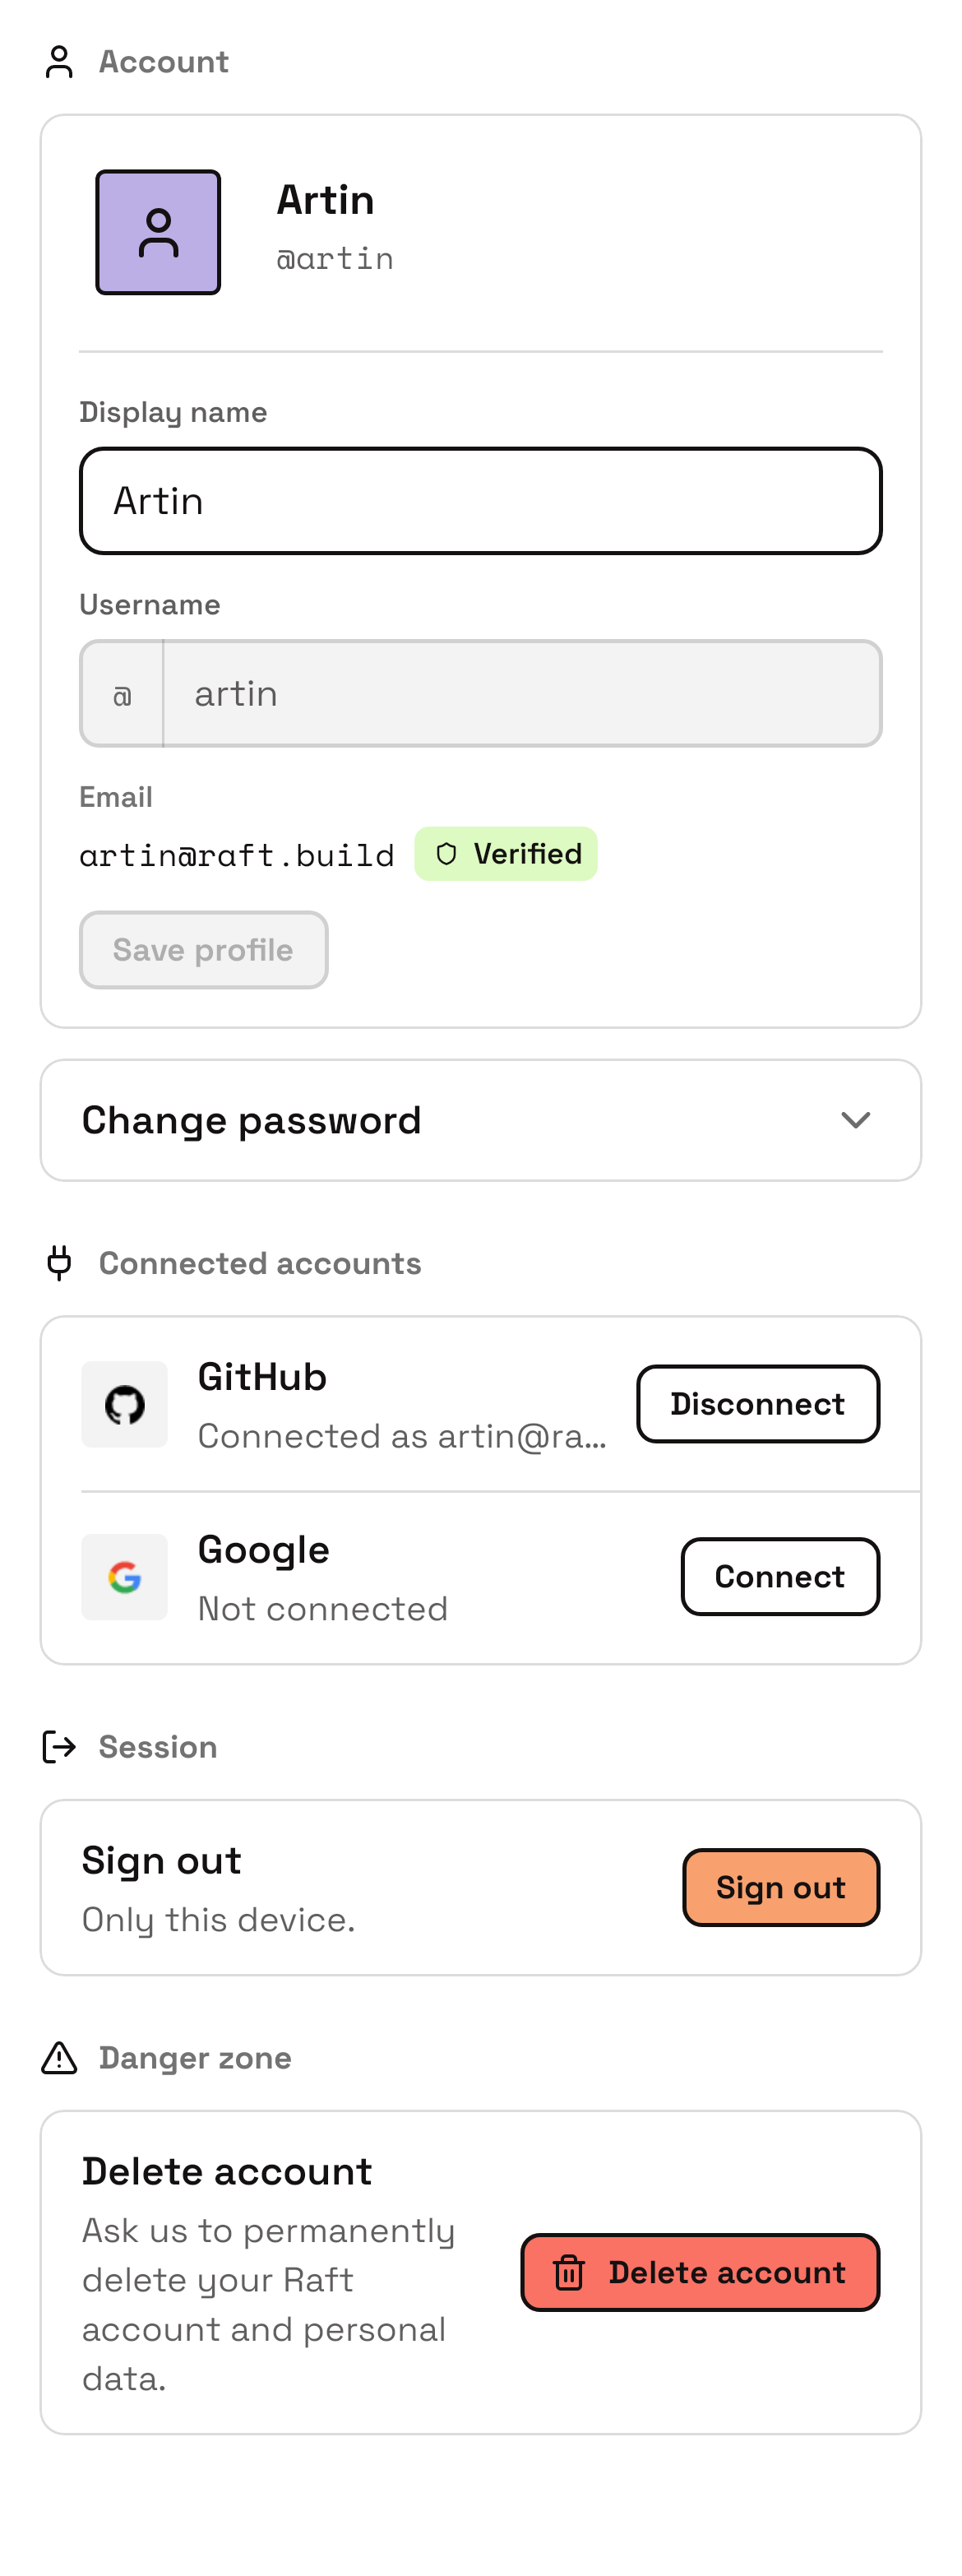 Account
Artin
@artin
Display name
Artin
Username
@ artin
Email
artin@raft.build Verified
Save profile
Change password
Connected accounts
GitHub
Connected as artin@ra...
Disconnect
Google
Not connected
Connect
Session
Sign out
Only this device.
Sign out
Danger zone
Delete account
Ask us to permanently
delete your Raft
account and personal
data.
Delete account